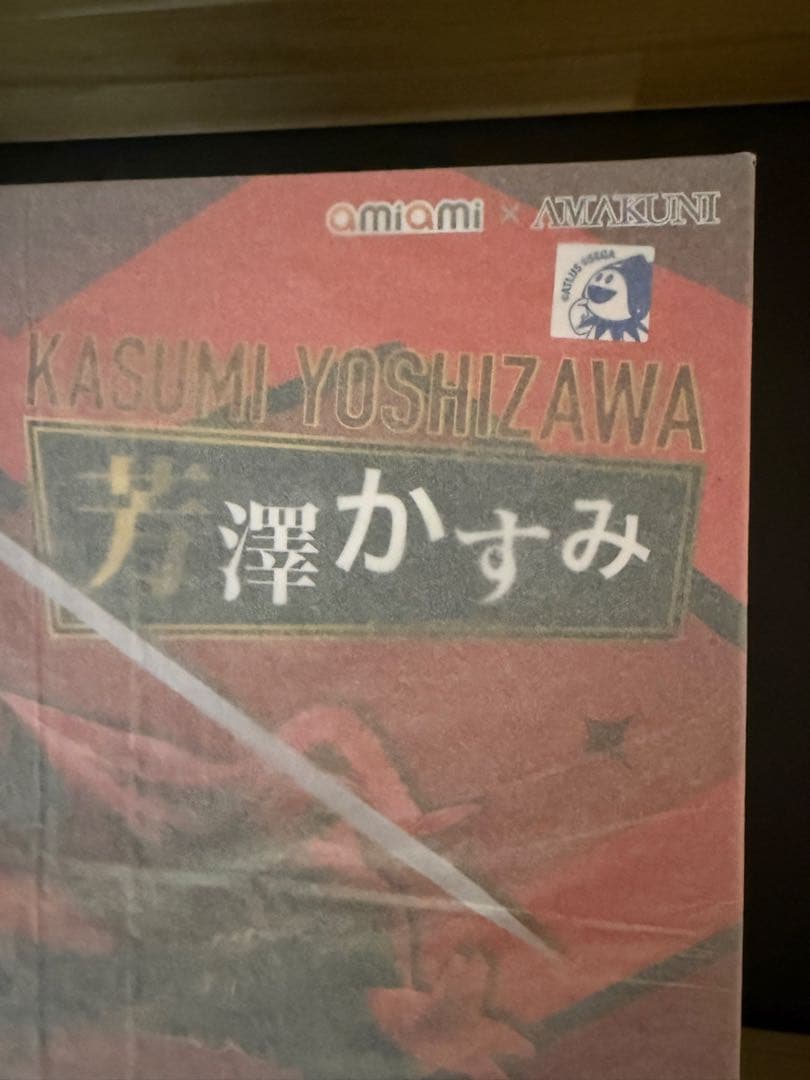 amiami × AMAKUNI
©ATLUS ©SEGA
KASUMI YOSHIZAWA
芳澤かすみ